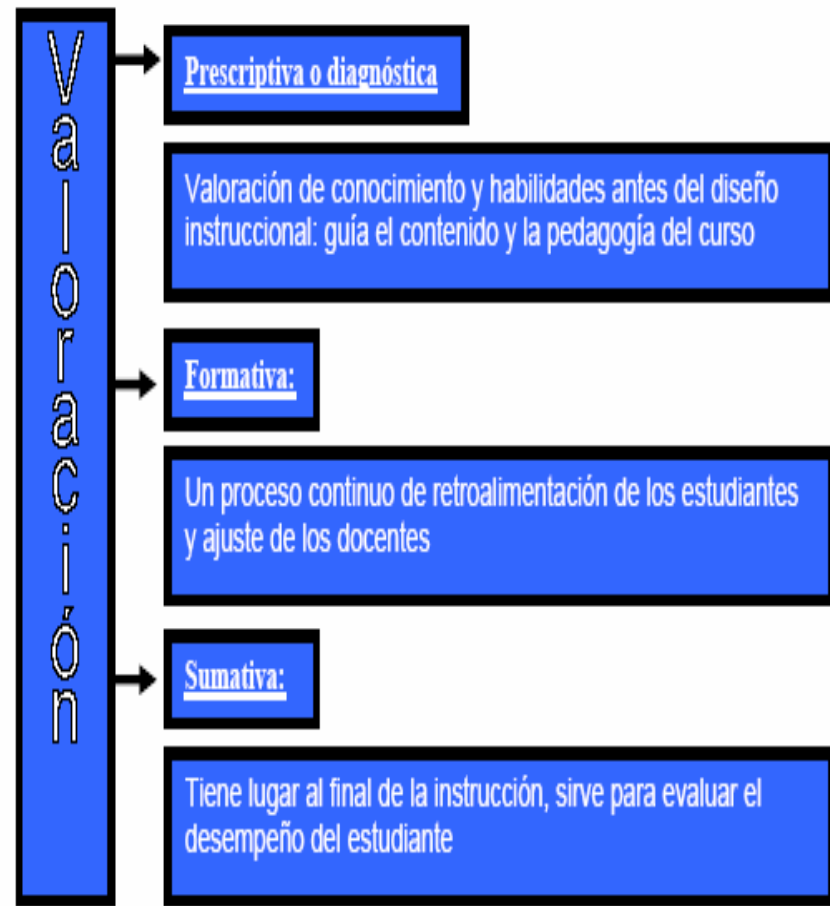 Valoración
Prescriptiva o diagnóstica
Valoración de conocimiento y habilidades antes del diseño
instruccional: guía el contenido y la pedagogía del curso
Formativa:
Un proceso continuo de retroalimentación de los estudiantes
y ajuste de los docentes
Sumativa:
Tiene lugar al final de la instrucción, sirve para evaluar el
desempeño del estudiante